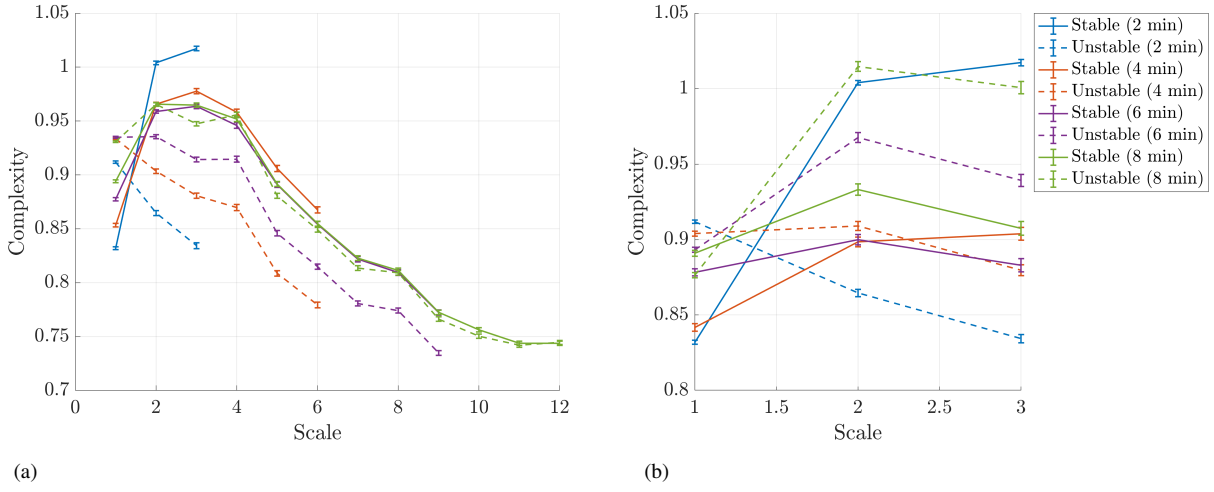 1.05
1
0.95
0.9
0.85
0.8
0.75
0.7
Complexity
0 2 4 6 8 10 12
Scale
(a)
1.05
1
0.95
0.9
0.85
0.8
Complexity
1 1.5 2 2.5 3
Scale
(b)
Stable (2 min)
Unstable (2 min)
Stable (4 min)
Unstable (4 min)
Stable (6 min)
Unstable (6 min)
Stable (8 min)
Unstable (8 min)